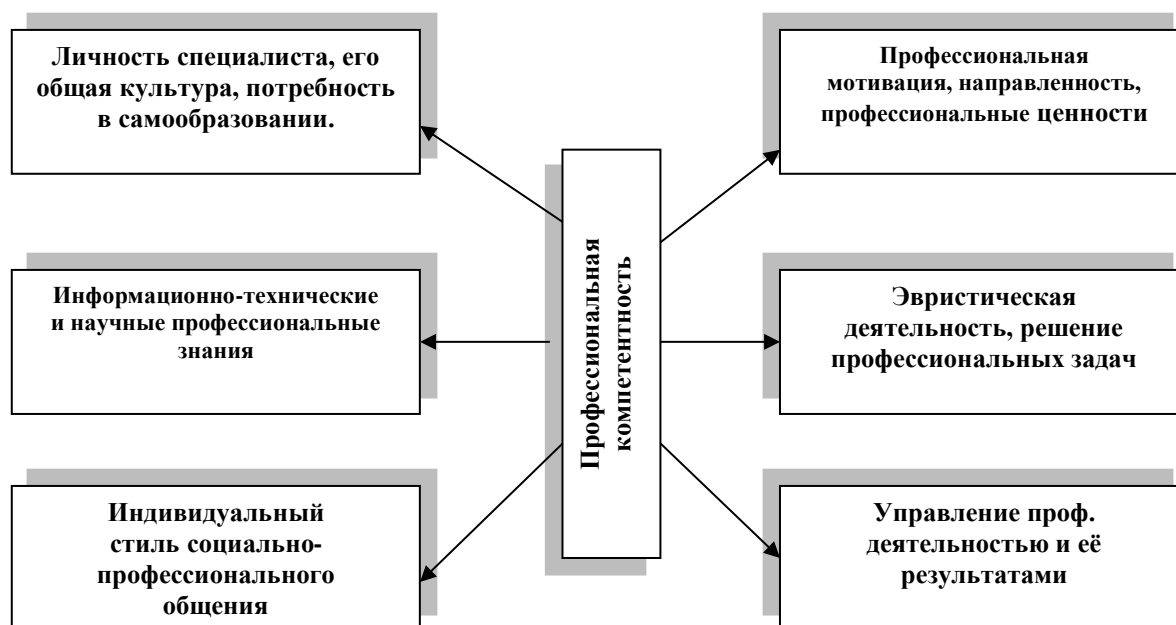 Личность специалиста, его
общая культура, потребность
в самообразовании.
Профессиональная
мотивация, направленность,
профессиональные ценности
Профессиональная
компетентность
Информационно-технические
и научные профессиональные
знания
Эвристическая
деятельность, решение
профессиональных задач
Индивидуальный
стиль социально-
профессионального
общения
Управление проф.
деятельностью и её
результатами